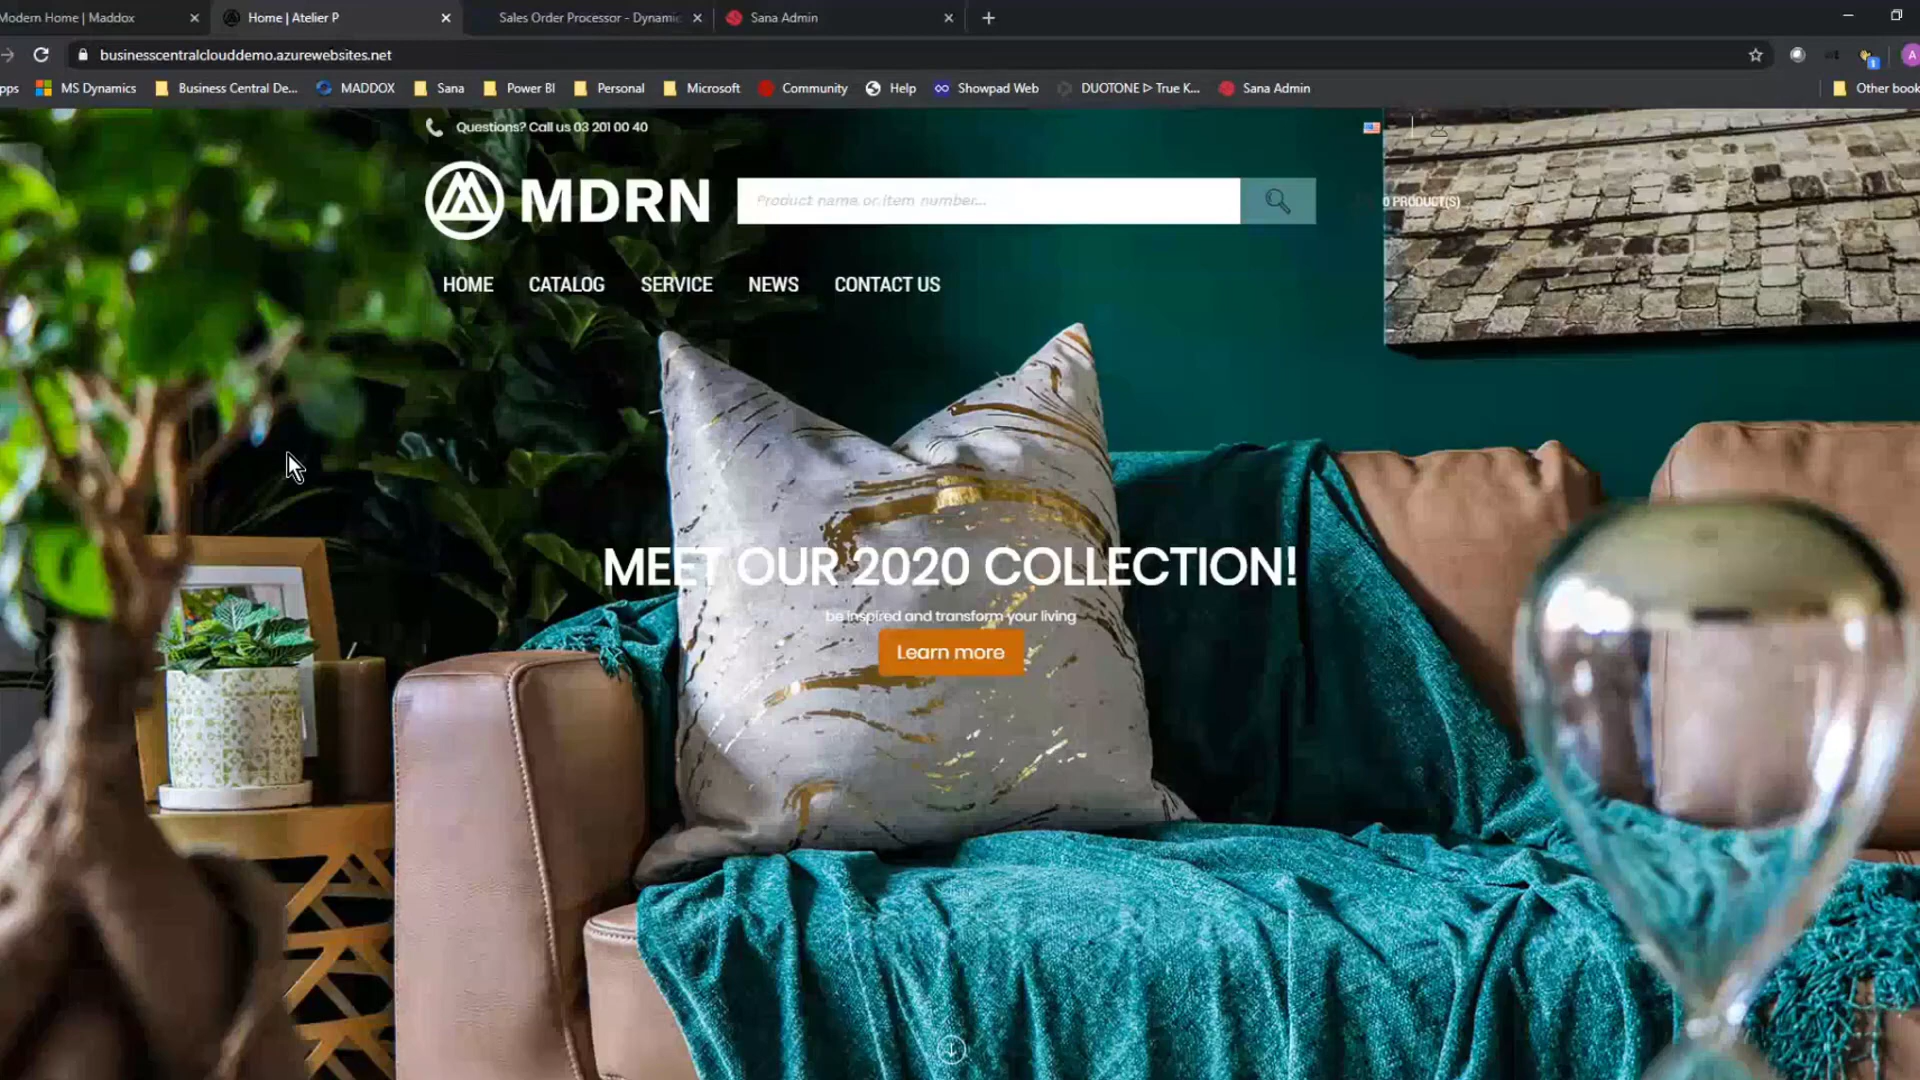 Modern Home | Maddox
Home | Atelier P
Sales Order Processor - Dynami
Sana Admin
businesscentralclouddemo.azurewebsites.net
pps
MS Dynamics
Business Central De...
MADDOX
Sana
Power BI
Personal
Microsoft
Community
Help
Showpad Web
DUOTONE ᐅ True K...
Sana Admin
Other book
Questions? Call us 03 201 00 40
MDRN
Product name or item number...
0 PRODUCT(S)
HOME
CATALOG
SERVICE
NEWS
CONTACT US
MEET OUR 2020 COLLECTION!
be inspired and transform your living
Learn more